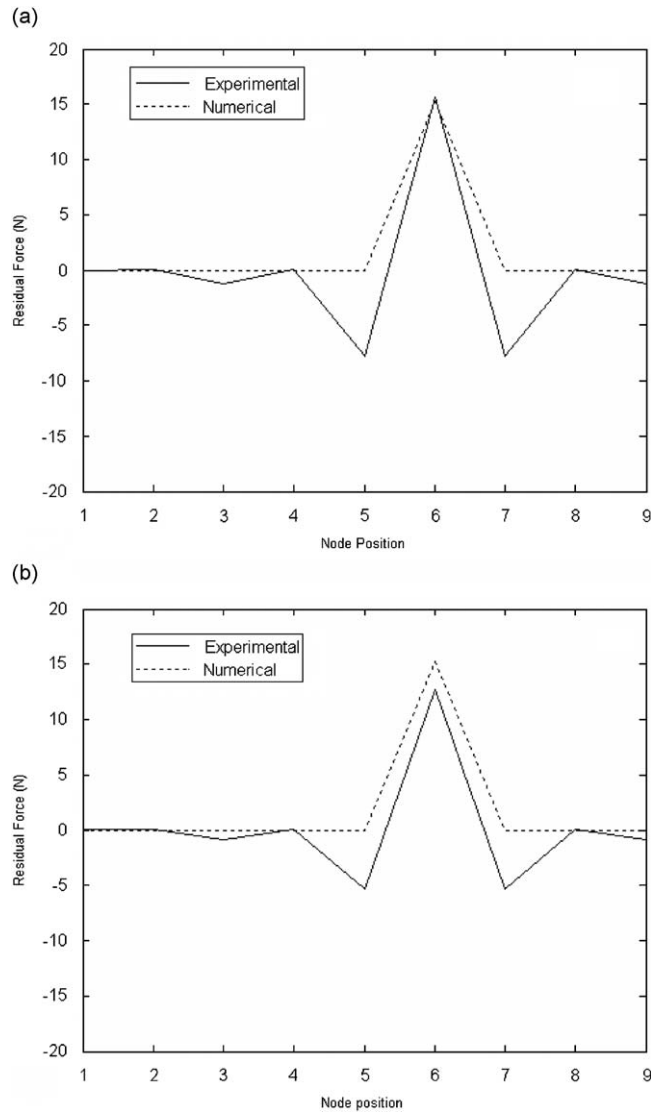 (a)
20
15
10
5
0
-5
-10
-15
-20
Residual Force (N)
Experimental
Numerical
1 2 3 4 5 6 7 8 9
Node Position
(b)
20
15
10
5
0
-5
-10
-15
-20
Residual Force (N)
Experimental
Numerical
1 2 3 4 5 6 7 8 9
Node position